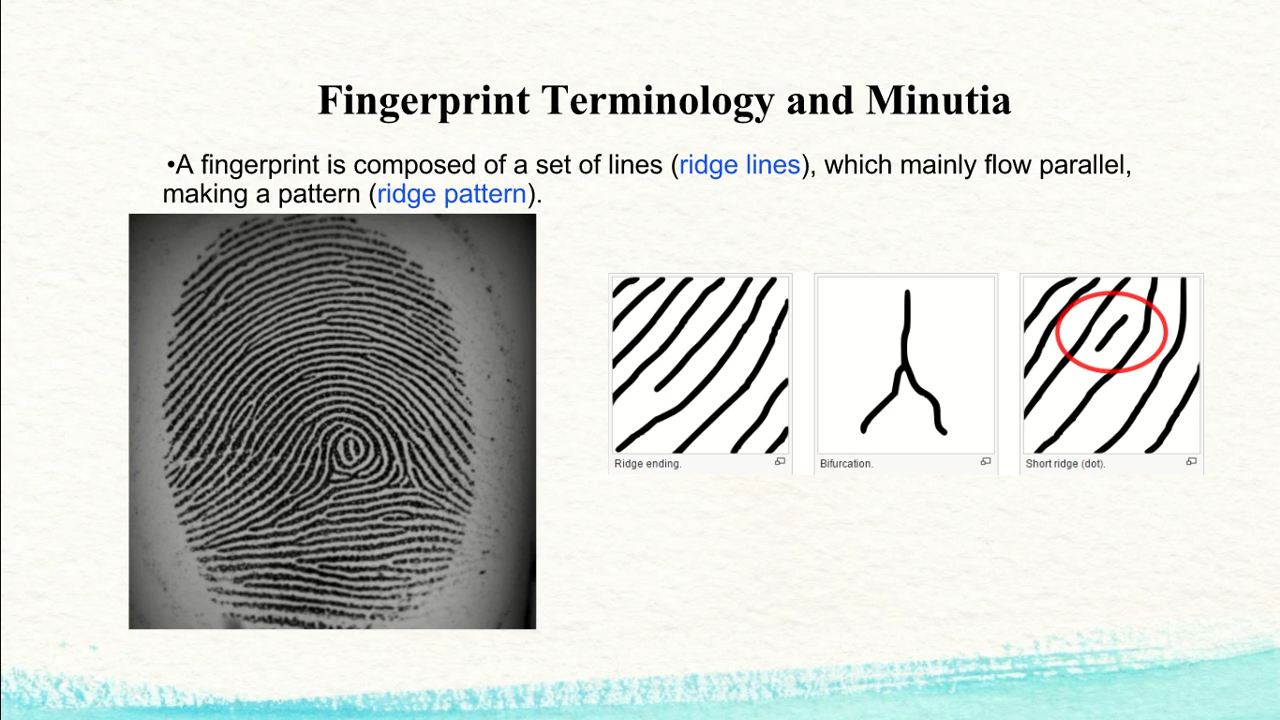 Fingerprint Terminology and Minutia
•A fingerprint is composed of a set of lines (ridge lines), which mainly flow parallel,
making a pattern (ridge pattern).
Ridge ending.
Bifurcation.
Short ridge (dot).